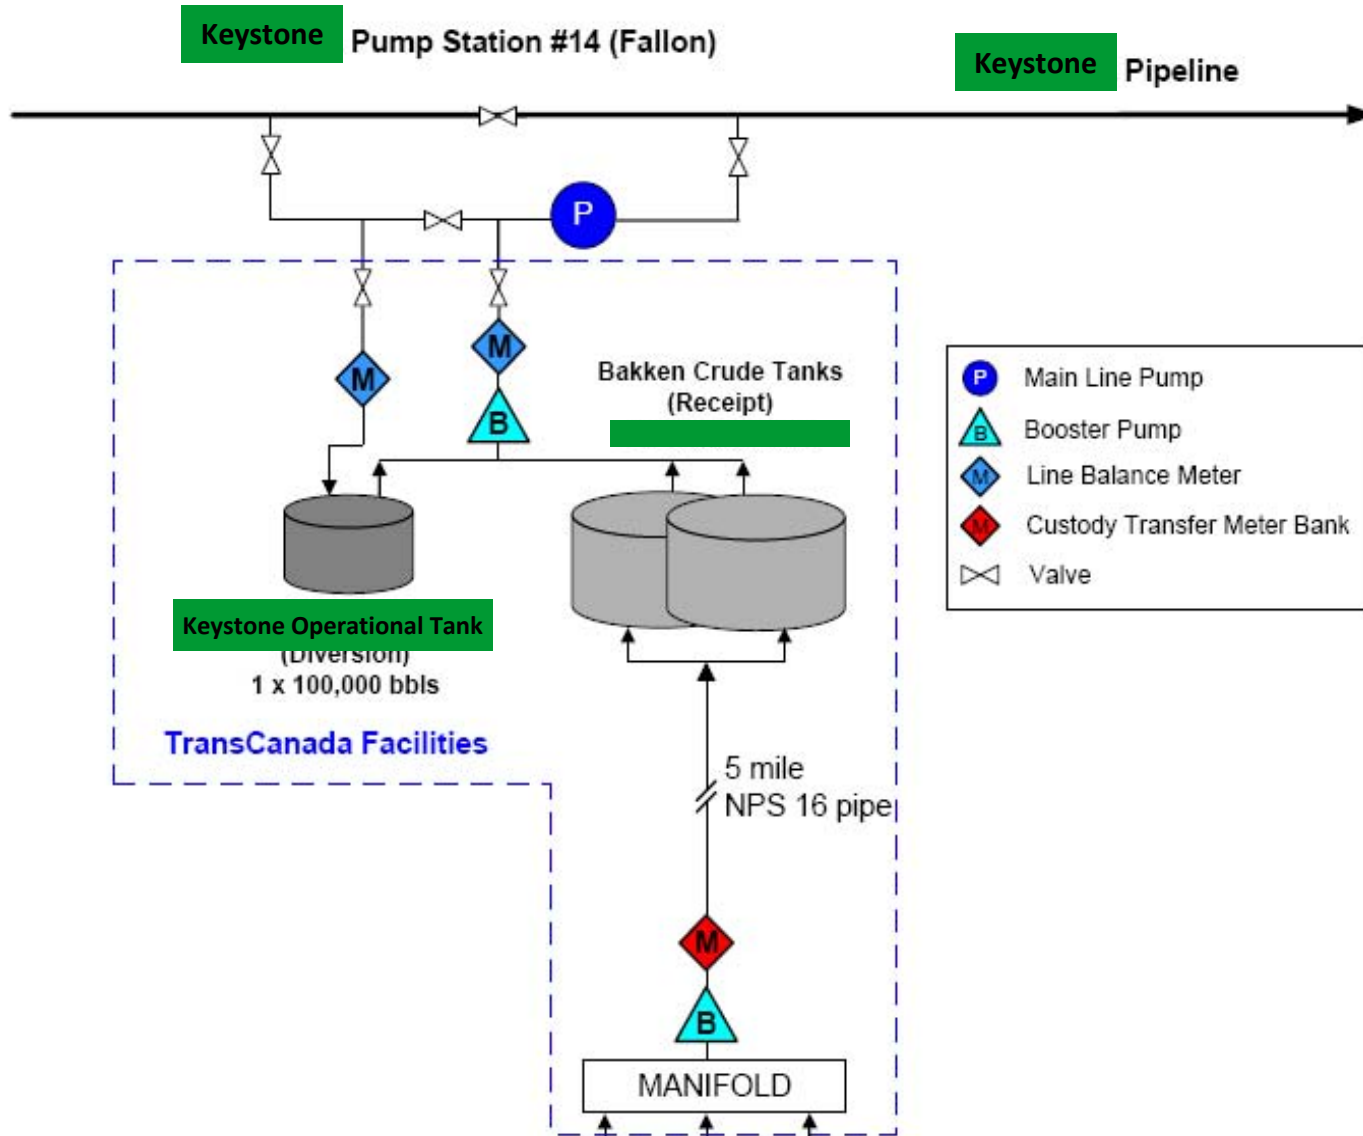 Keystone Pump Station #14 (Fallon)
Keystone Pipeline
P
M
M
B
Bakken Crude Tanks
(Receipt)
Keystone Operational Tank
(Diversion)
1 x 100,000 bbls
TransCanada Facilities
5 mile
NPS 16 pipe
M
B
MANIFOLD
P Main Line Pump
B Booster Pump
M Line Balance Meter
M Custody Transfer Meter Bank
Valve